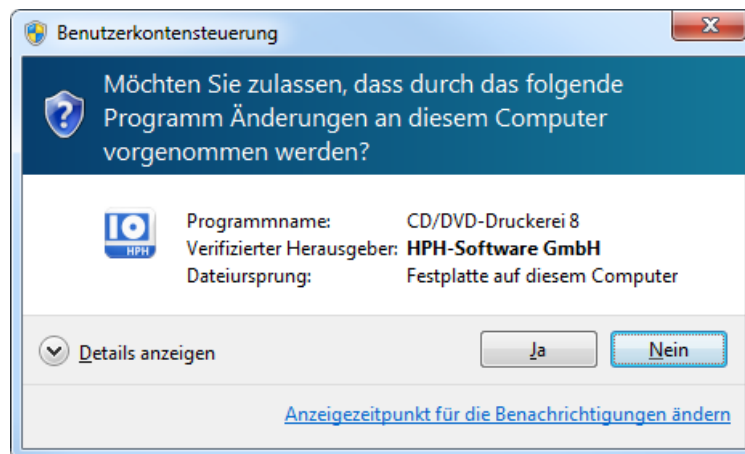 Benutzerkontensteuerung
Möchten Sie zulassen, dass durch das folgende
Programm Änderungen an diesem Computer
vorgenommen werden?
HPH
Programmname: CD/DVD-Druckerei 8
Verifizierter Herausgeber: HPH-Software GmbH
Dateiursprung: Festplatte auf diesem Computer
Details anzeigen
Ja
Nein
Anzeigezeitpunkt für die Benachrichtigungen ändern